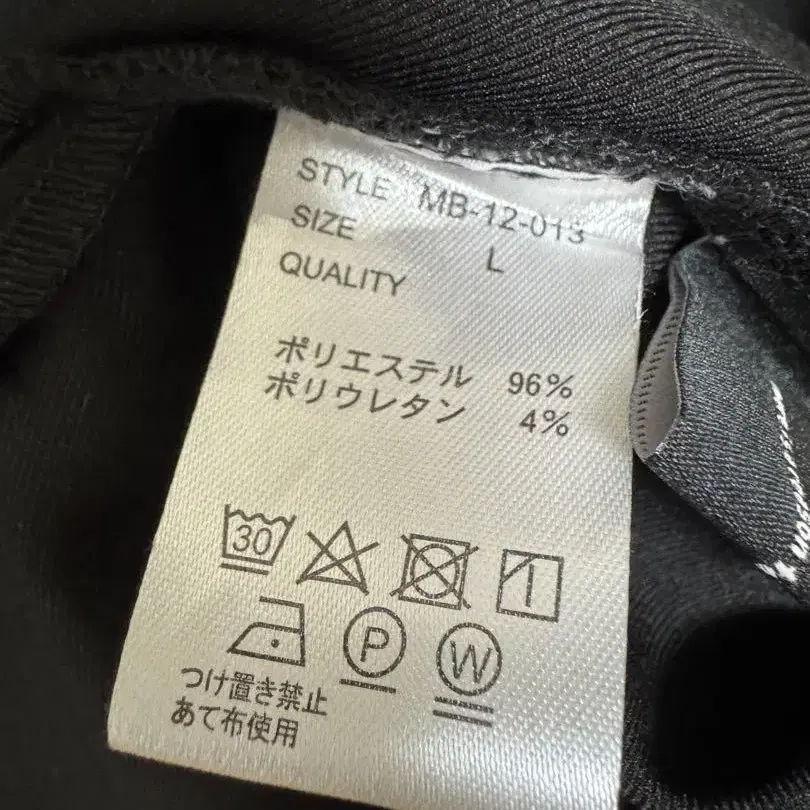 STYLE MB-12-013
SIZE L
QUALITY
ポリエステル 96%
ポリウレタン 4%
30
P W
つけ置き禁止
あて布使用